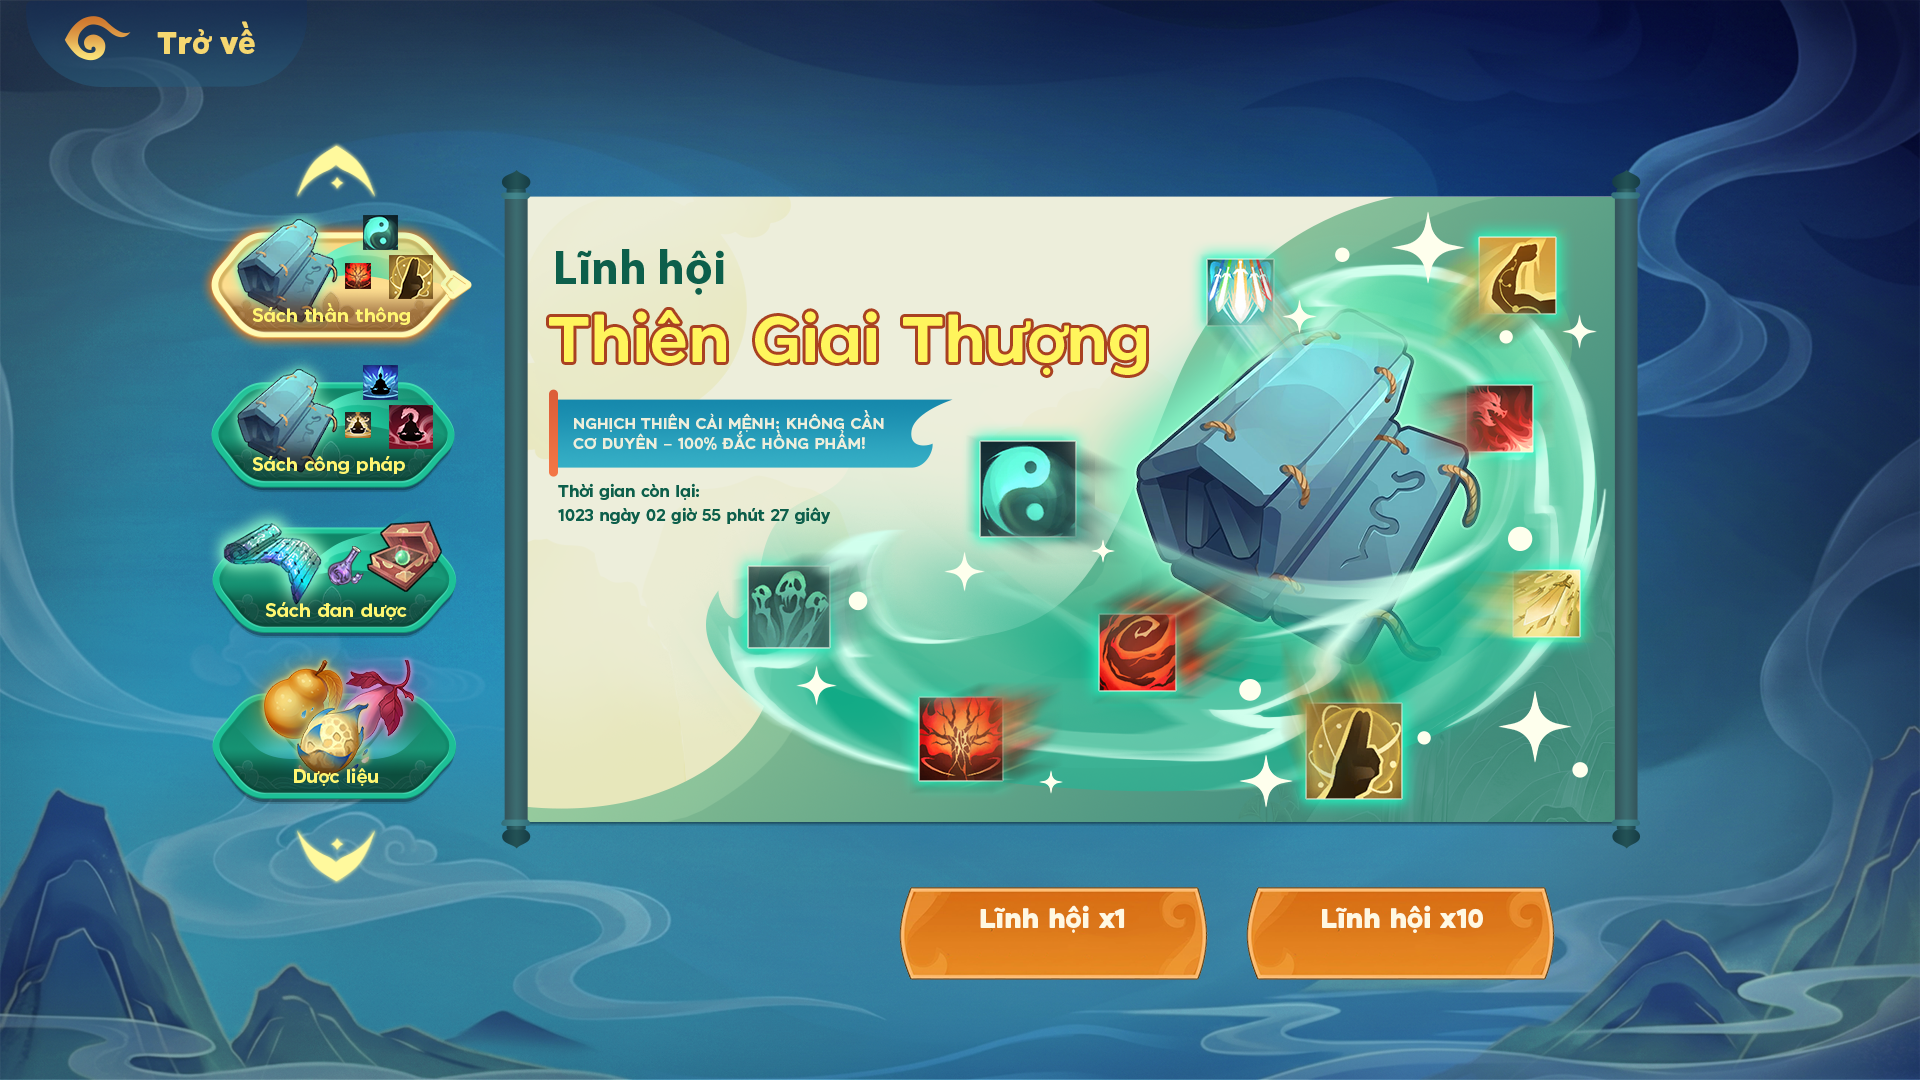 Trở về
Sách thần thông
Sách công pháp
Sách đan dược
Dược liệu
Lĩnh hội
Thiên Giai Thượng
NGHỊCH THIÊN CẢI MỆNH: KHÔNG CẦN
CƠ DUYÊN – 100% ĐẮC HỒNG PHẨM!
Thời gian còn lại:
1023 ngày 02 giờ 55 phút 27 giây
Lĩnh hội x1
Lĩnh hội x10